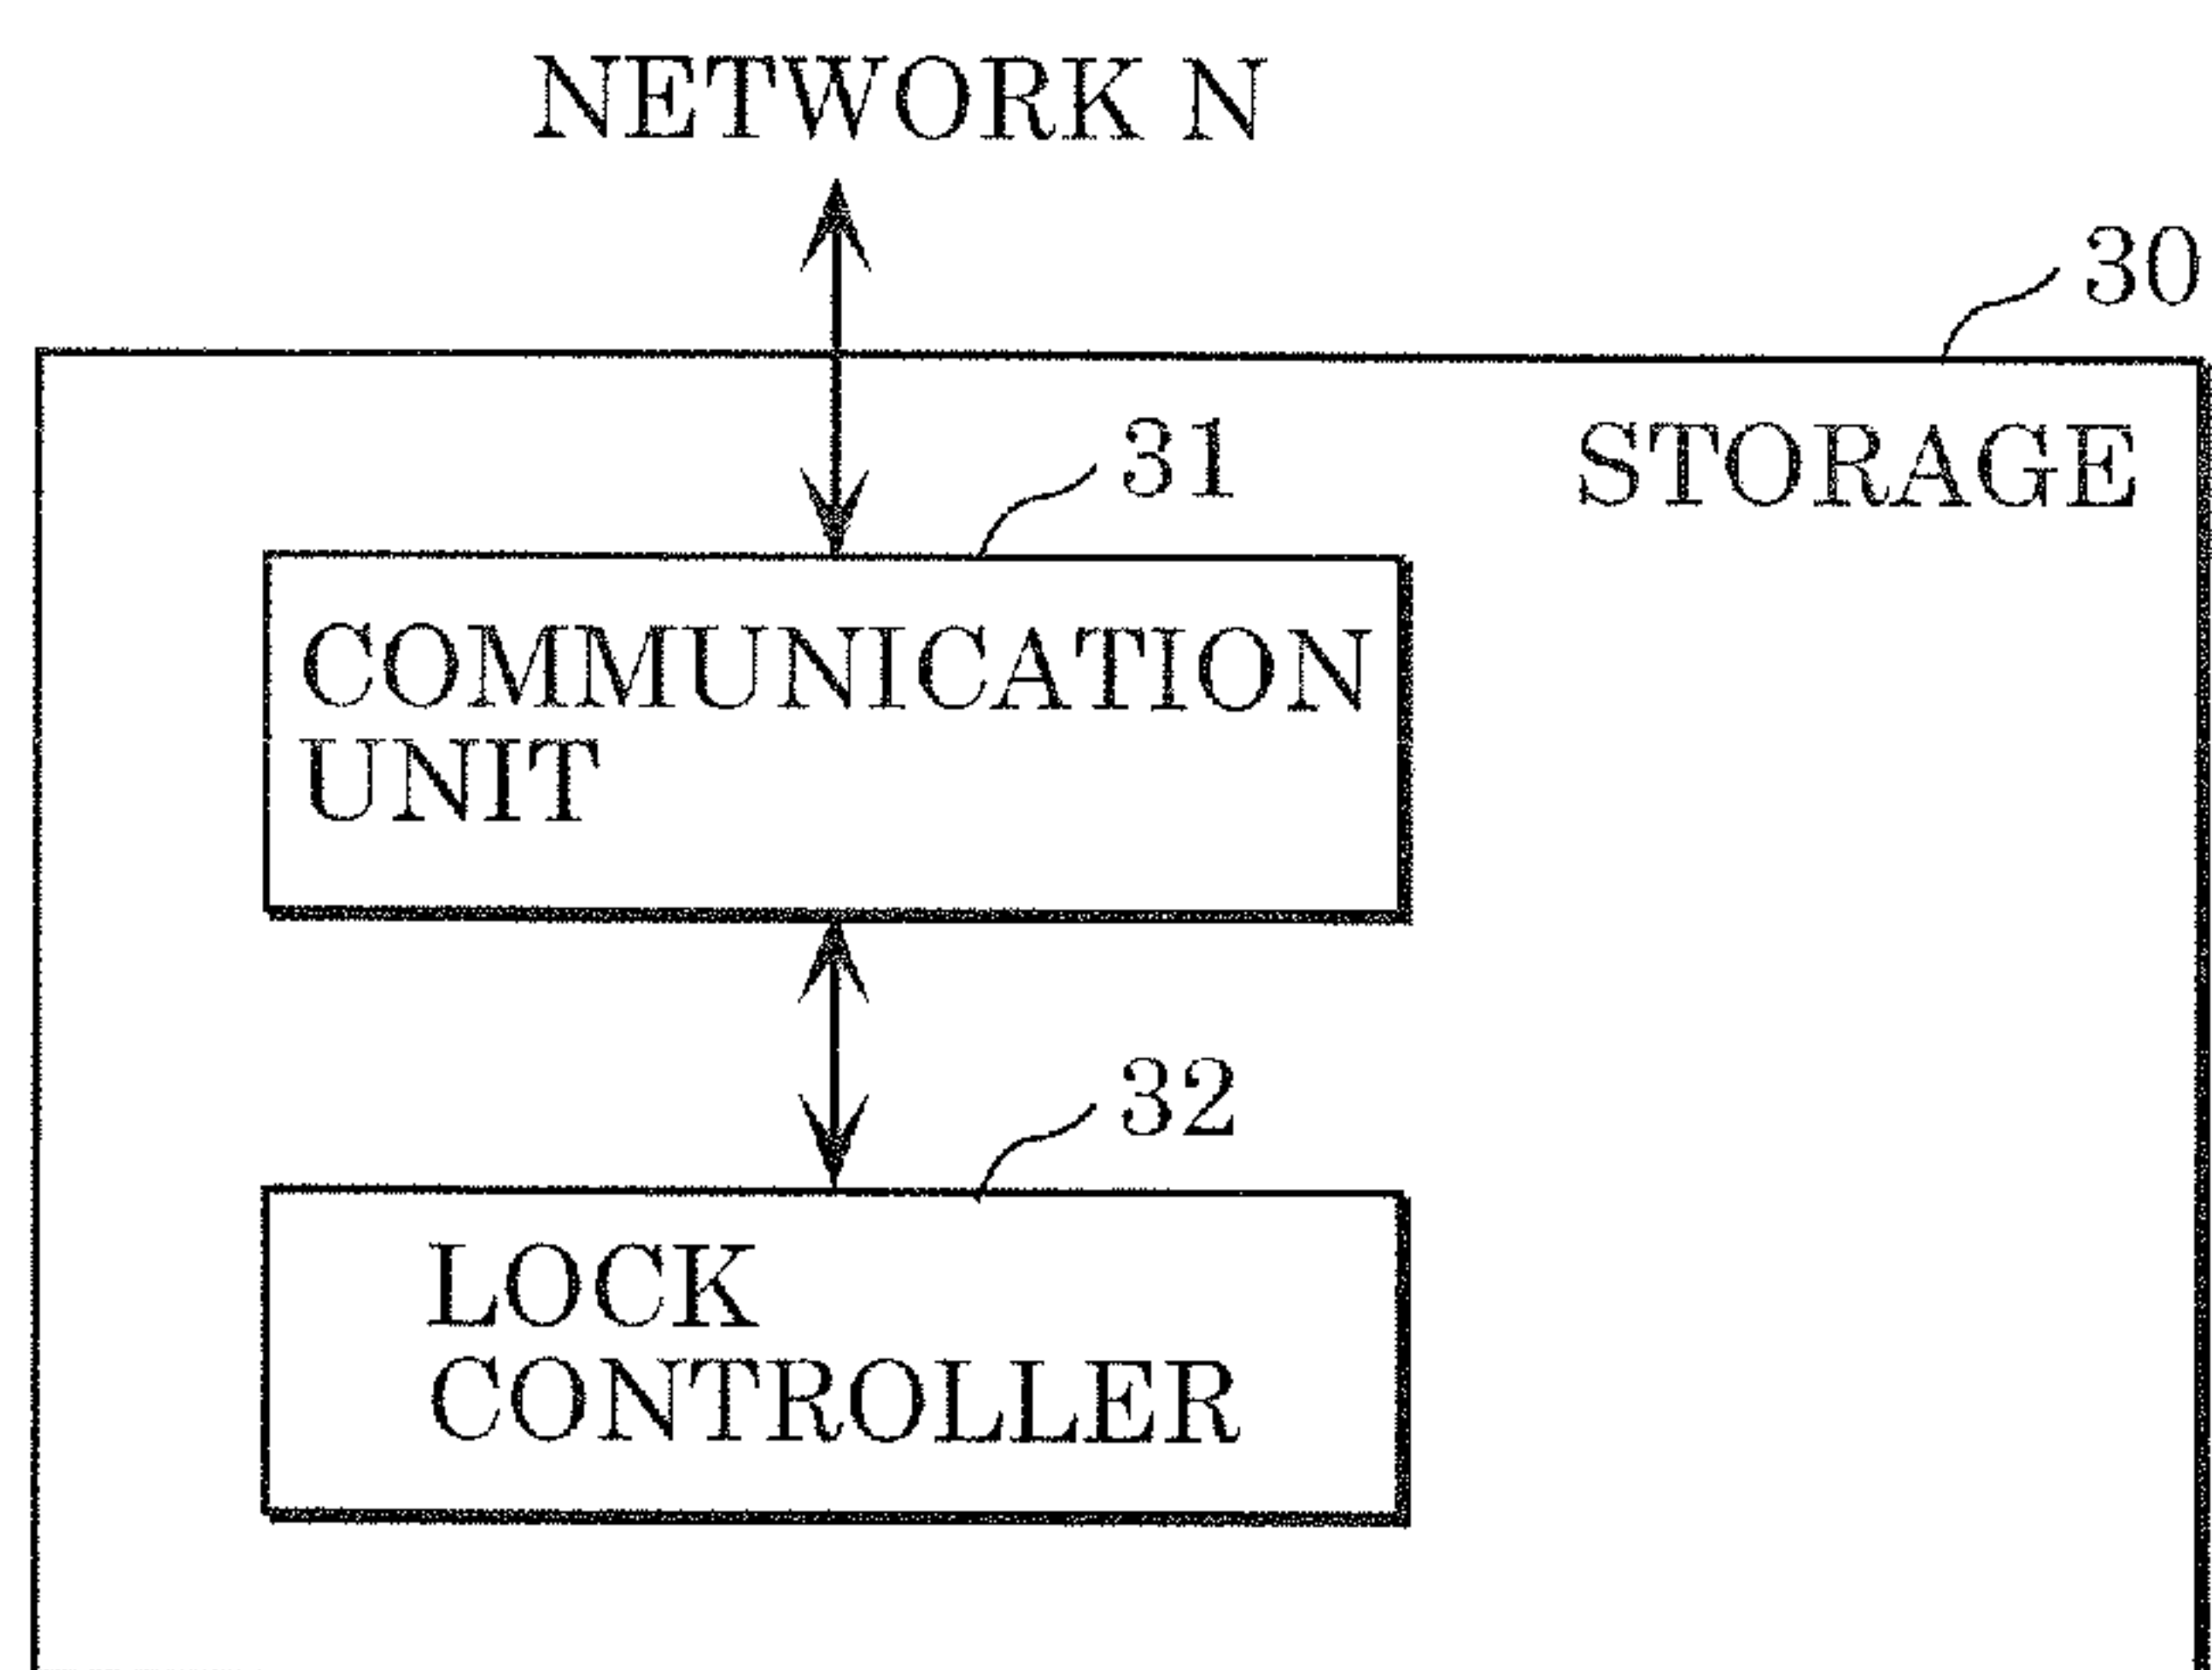 NETWORK N
30
STORAGE
31
COMMUNICATION
UNIT
32
LOCK
CONTROLLER